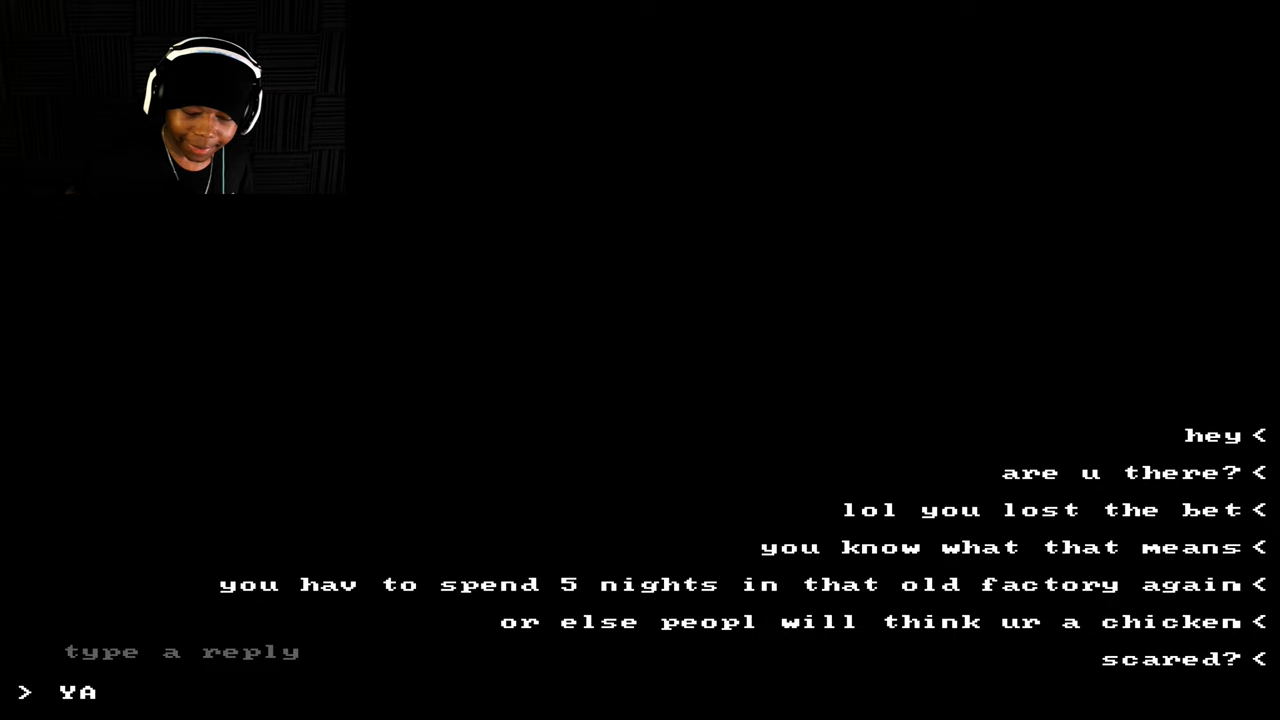 hey <
are u there? <
lol you lost the bet <
you know what that means <
you hav to spend 5 nights in that old factory again <
or else peopl will think ur a chicken <
type a reply
scared? <
> YA